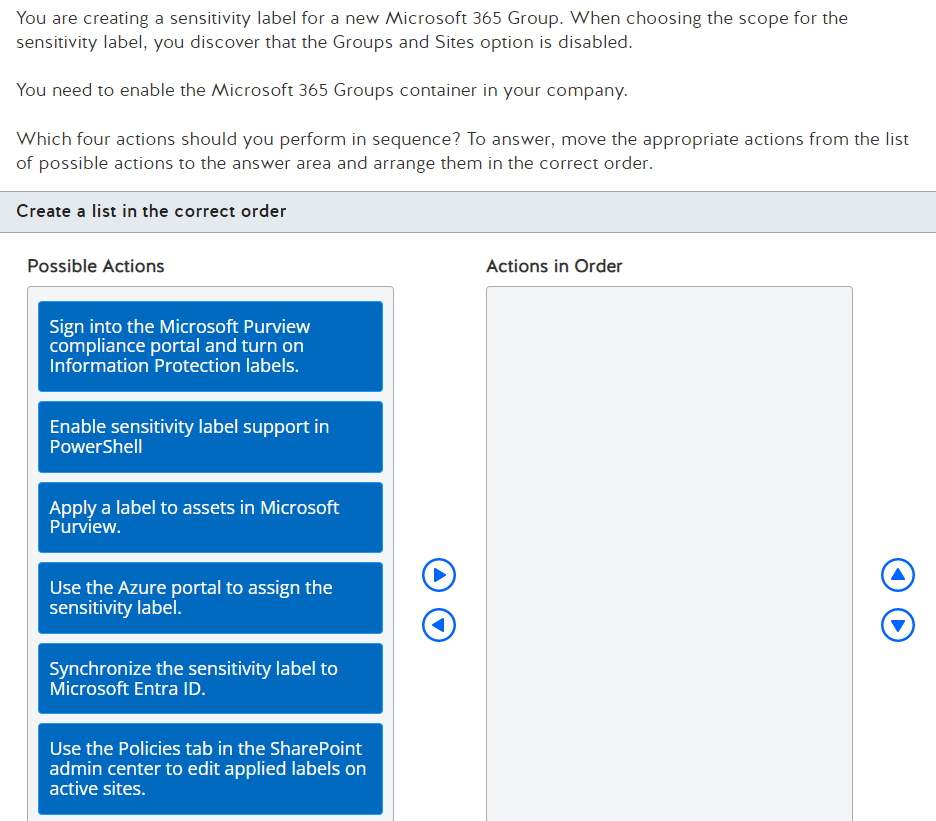 You are creating a sensitivity label for a new Microsoft 365 Group. When choosing the scope for the
sensitivity label, you discover that the Groups and Sites option is disabled.
You need to enable the Microsoft 365 Groups container in your company.
Which four actions should you perform in sequence? To answer, move the appropriate actions from the list
of possible actions to the answer area and arrange them in the correct order.
Create a list in the correct order
Possible Actions
Sign into the Microsoft Purview
compliance portal and turn on
Information Protection labels.
Enable sensitivity label support in
PowerShell
Apply a label to assets in Microsoft
Purview.
Use the Azure portal to assign the
sensitivity label.
Synchronize the sensitivity label to
Microsoft Entra ID.
Use the Policies tab in the SharePoint
admin center to edit applied labels on
active sites.
Actions in Order